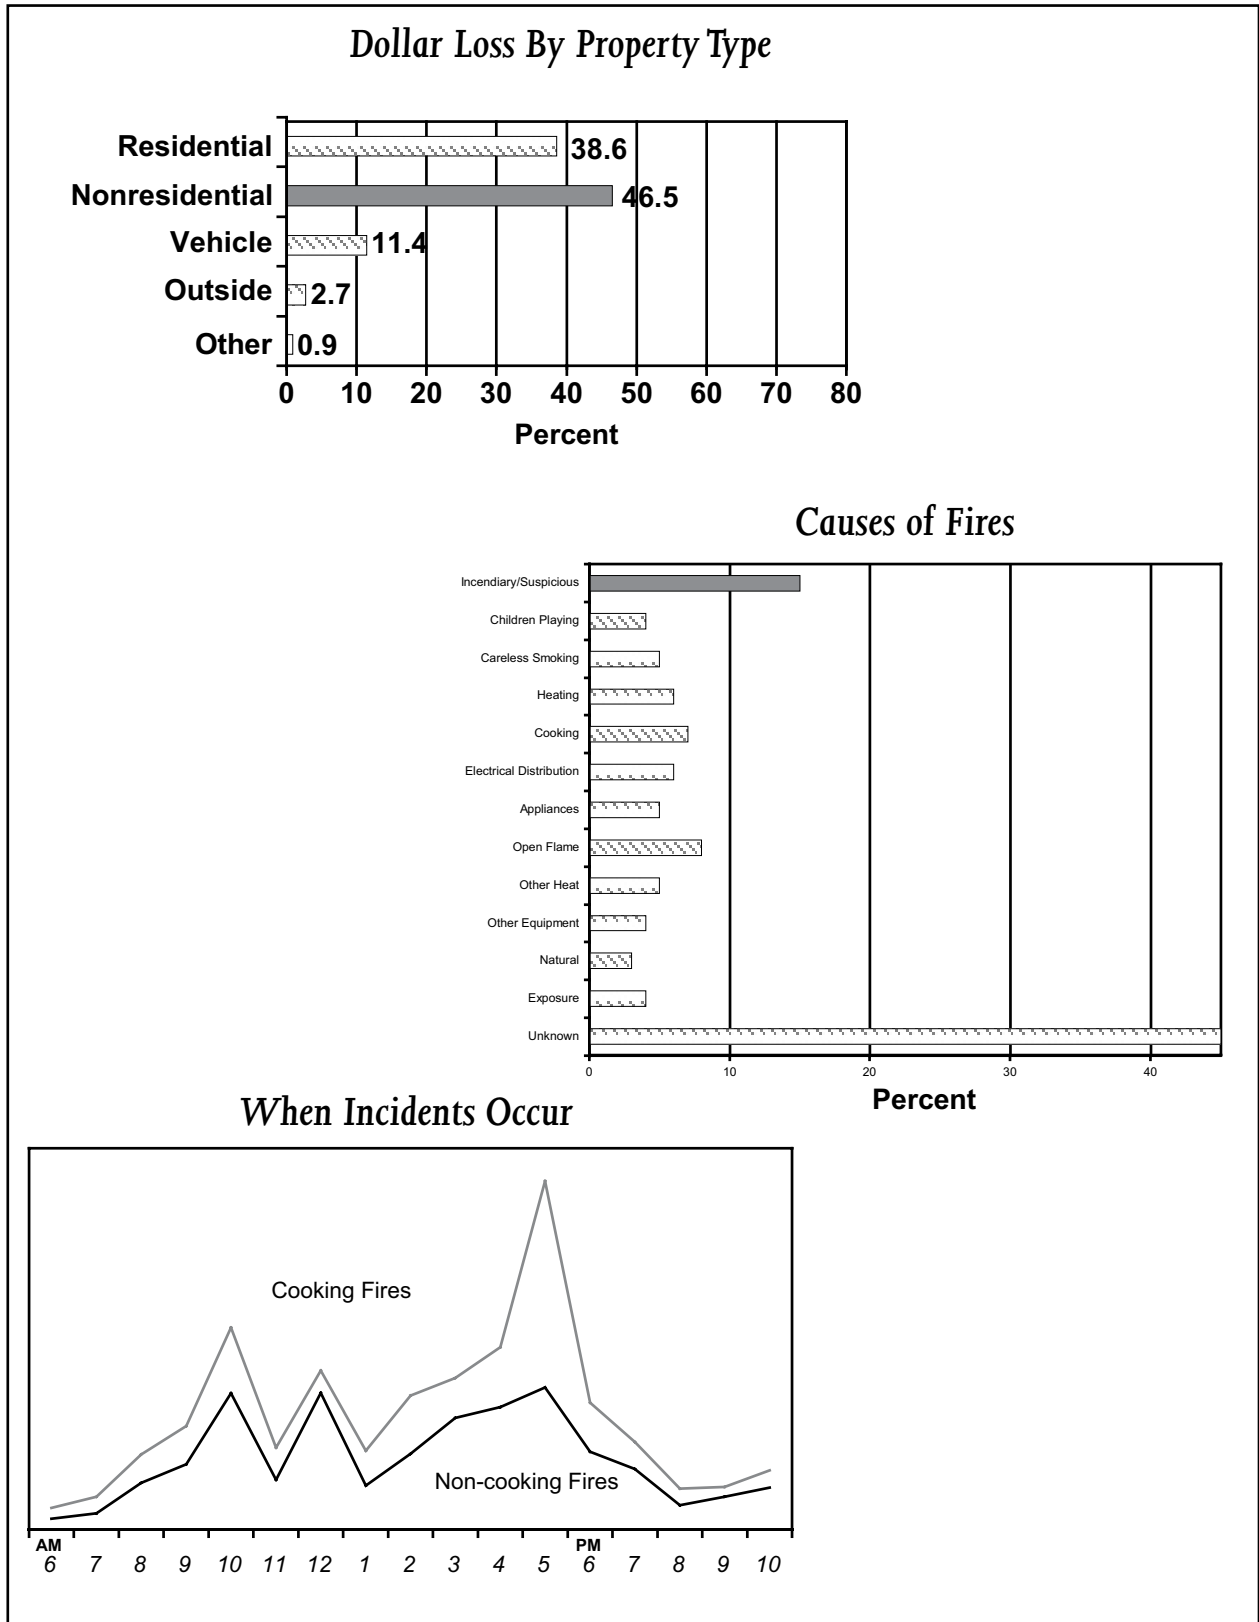 Dollar Loss By Property Type
Residential 38.6
Nonresidential 46.5
Vehicle 11.4
Outside 2.7
Other 0.9
0 10 20 30 40 50 60 70 80
Percent
Causes of Fires
Incendiary/Suspicious
Children Playing
Careless Smoking
Heating
Cooking
Electrical Distribution
Appliances
Open Flame
Other Heat
Other Equipment
Natural
Exposure
Unknown
0 10 20 30 40
Percent
When Incidents Occur
Cooking Fires
Non-cooking Fires
AM PM
6 7 8 9 10 11 12 1 2 3 4 5 6 7 8 9 10